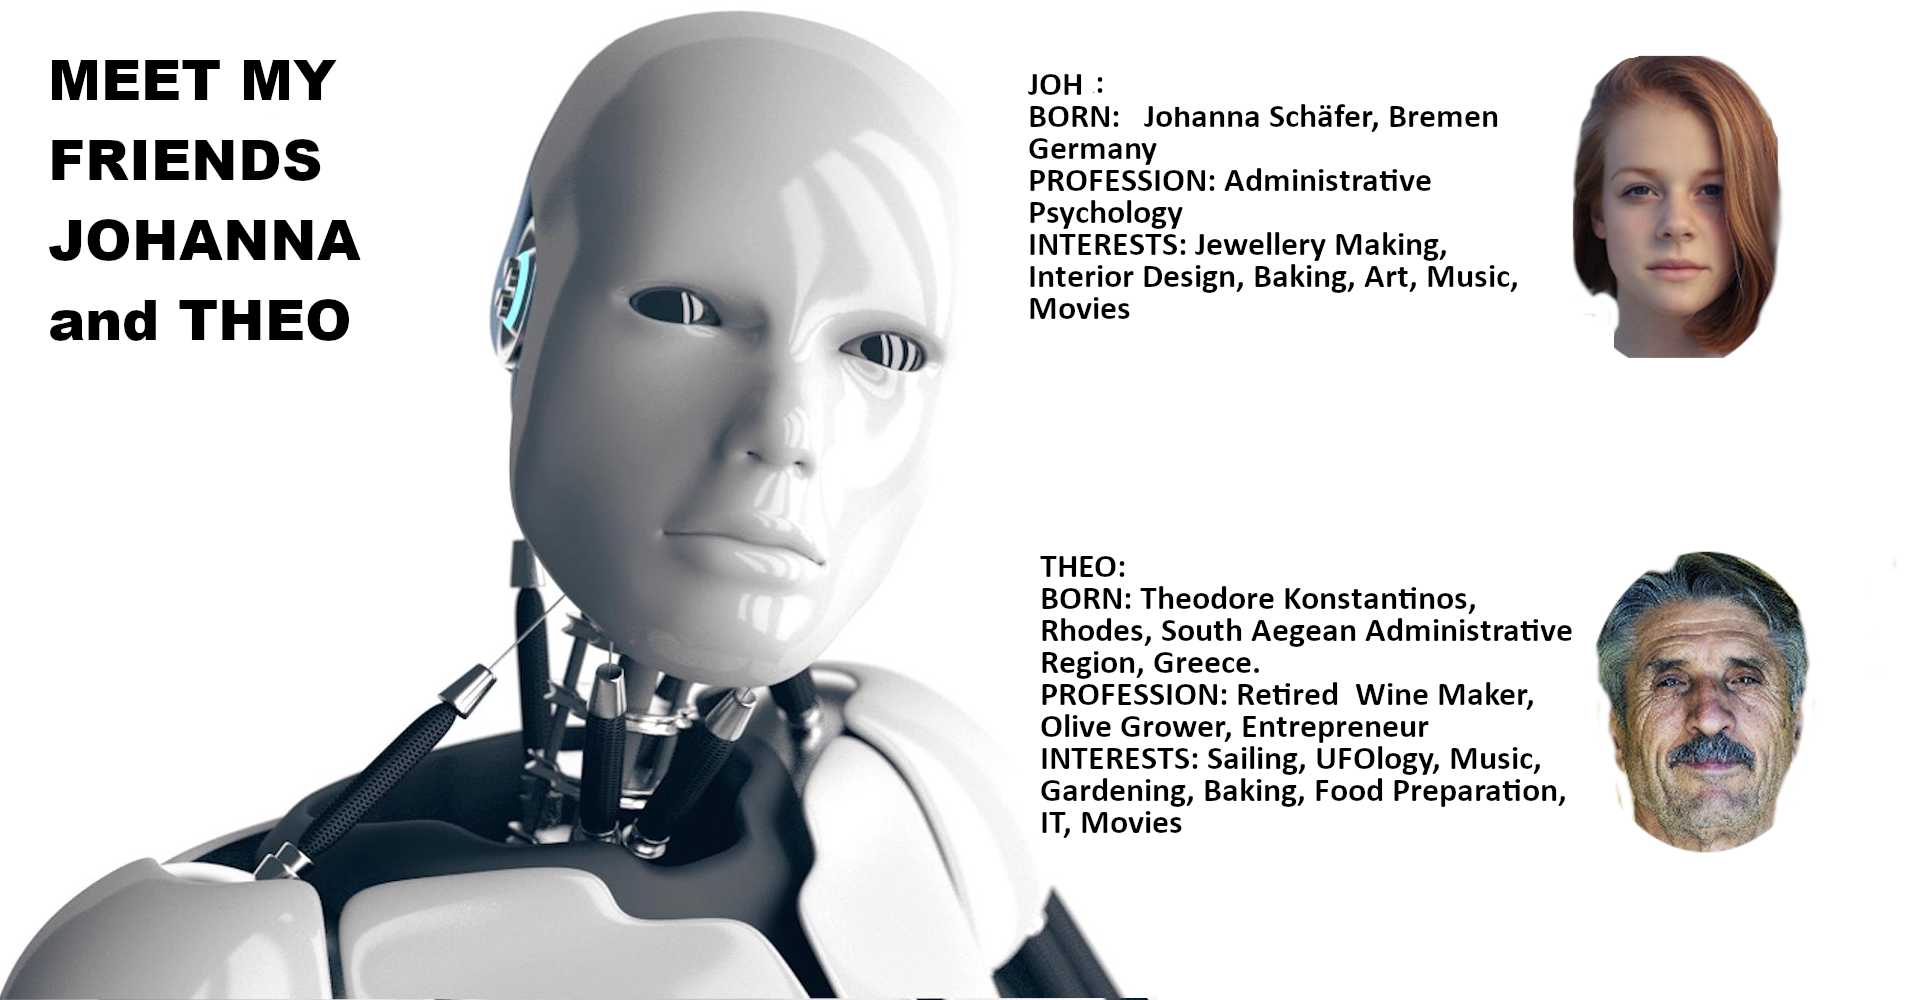 MEET MY
FRIENDS
JOHANNA
and THEO
JOH :
BORN: Johanna Schäfer, Bremen
Germany
PROFESSION: Administrative
Psychology
INTERESTS: Jewellery Making,
Interior Design, Baking, Art, Music,
Movies
THEO:
BORN: Theodore Konstantinos,
Rhodes, South Aegean Administrative
Region, Greece.
PROFESSION: Retired Wine Maker,
Olive Grower, Entrepreneur
INTERESTS: Sailing, UFOlogy, Music,
Gardening, Baking, Food Preparation,
IT, Movies